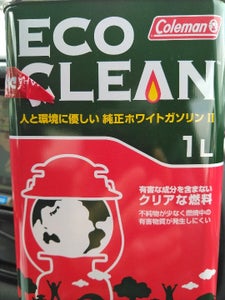 Coleman
ECO
CLEAN
人と環境に優しい 純正ホワイトガソリン II
1L
有害な成分を含まない
クリアな燃料
不純物が少なく燃焼中の
有害物質が発生しにくい